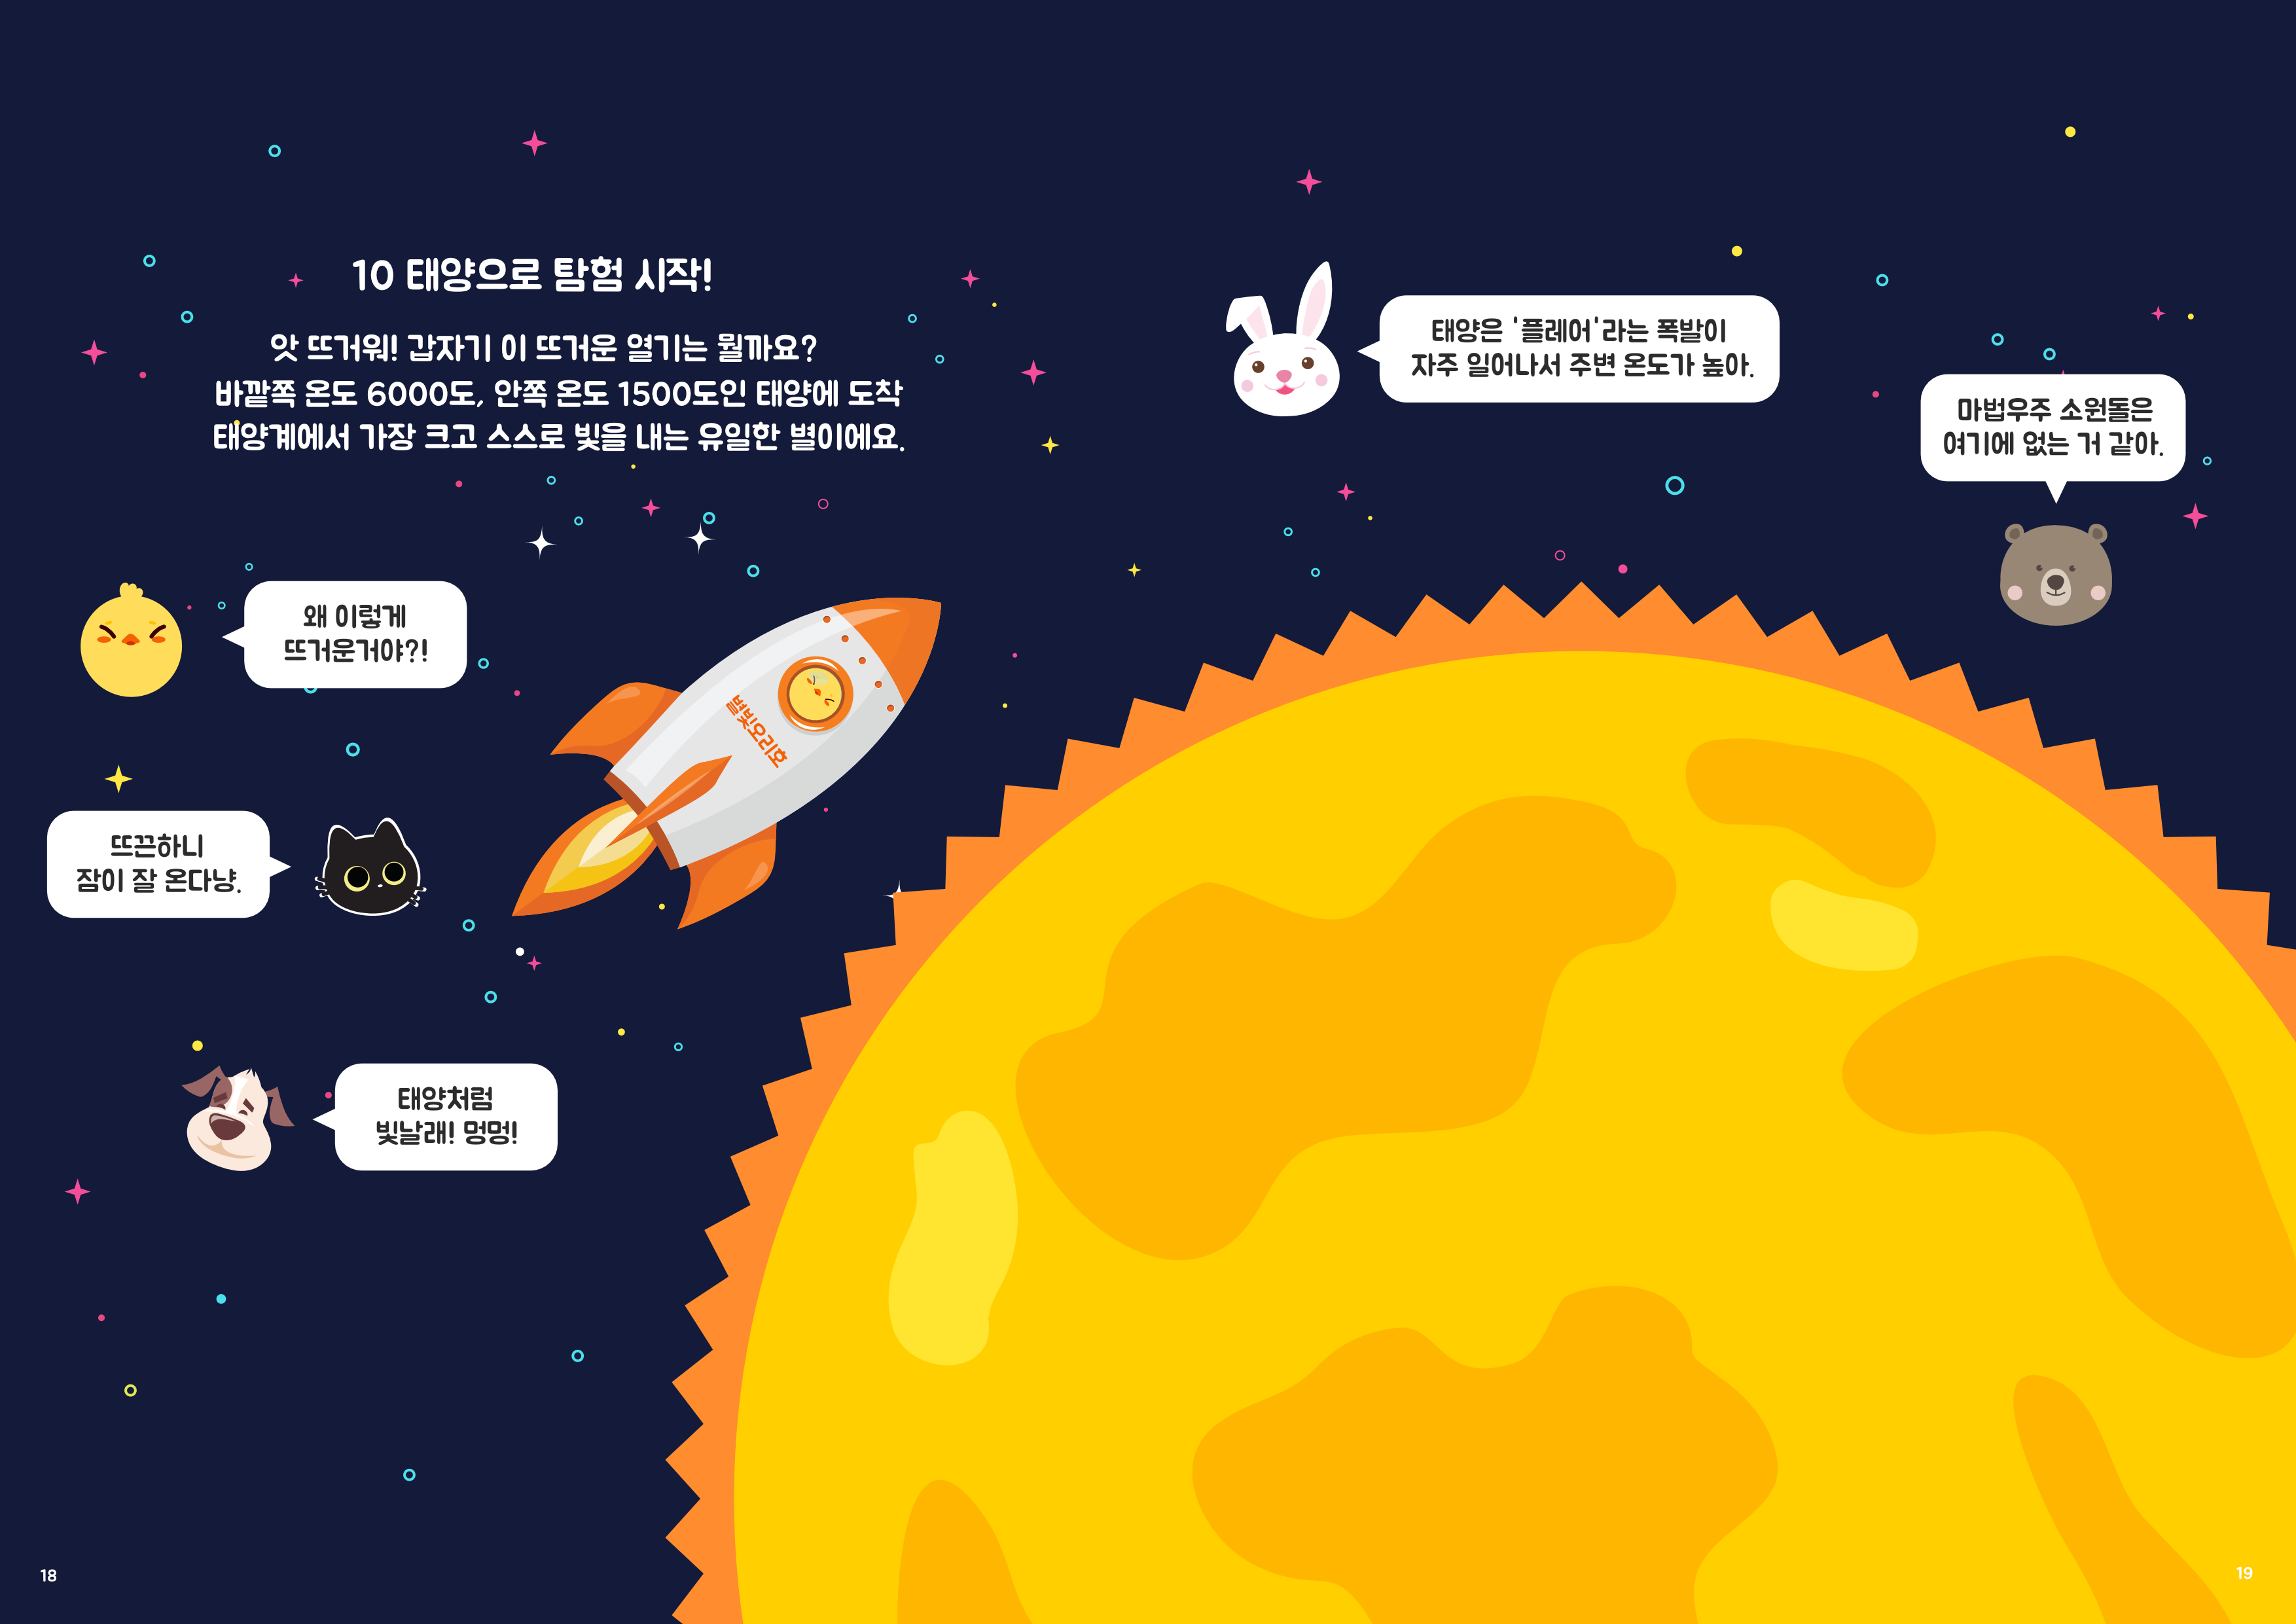 10 태양으로 탐험 시작!
앗 뜨거워! 갑자기 이 뜨거운 열기는 뭘까요?
바깥쪽 온도 6000도, 안쪽 온도 1500도인 태양에 도착
태양계에서 가장 크고 스스로 빛을 내는 유일한 별이에요.
왜 이렇게
뜨거운거야?!
별빛오리호
뜨끈하니
잠이 잘 온다냥.
태양처럼
빛날래! 멍멍!
18
태양은 '플레어'라는 폭발이
자주 일어나서 주변 온도가 높아.
마법우주 소원돌은
여기에 없는 거 같아.
19